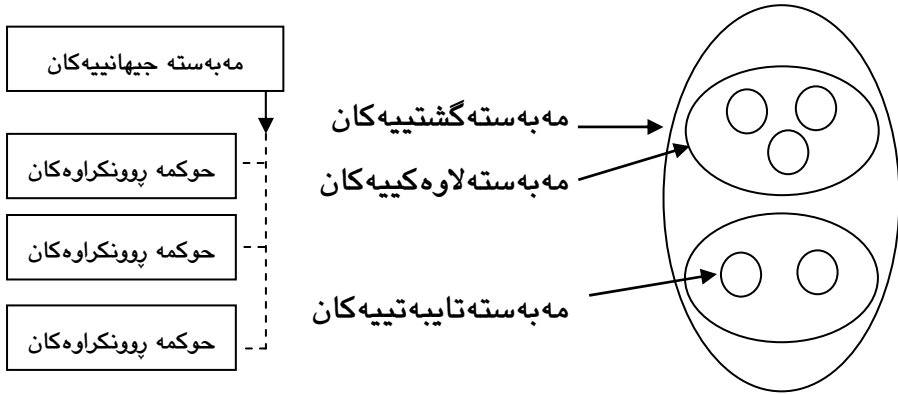 مەبەستە جیهانییەکان
حوکمە ڕوونکراوەکان
حوکمە ڕوونکراوەکان
حوکمە ڕوونکراوەکان
مەبەستەگشتییەکان
مەبەستەلاوەکییەکان
مەبەستەتایبەتییەکان